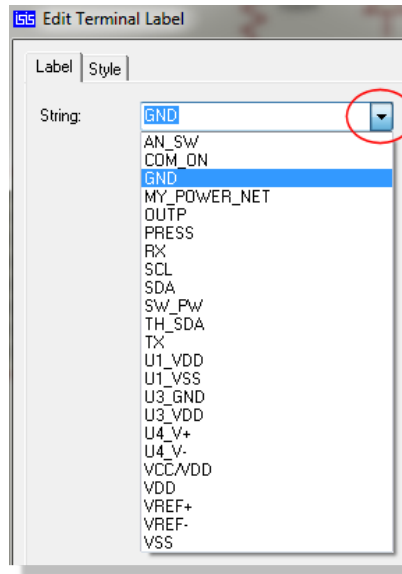 isis Edit Terminal Label
Label Style
String: GND
AN_SW
COM_ON
GND
MY_POWER_NET
OUTP
PRESS
RX
SCL
SDA
SW_PW
TH_SDA
TX
U1_VDD
U1_VSS
U3_GND
U3_VDD
U4_V+
U4_V-
VCC/VDD
VDD
VREF+
VREF-
VSS